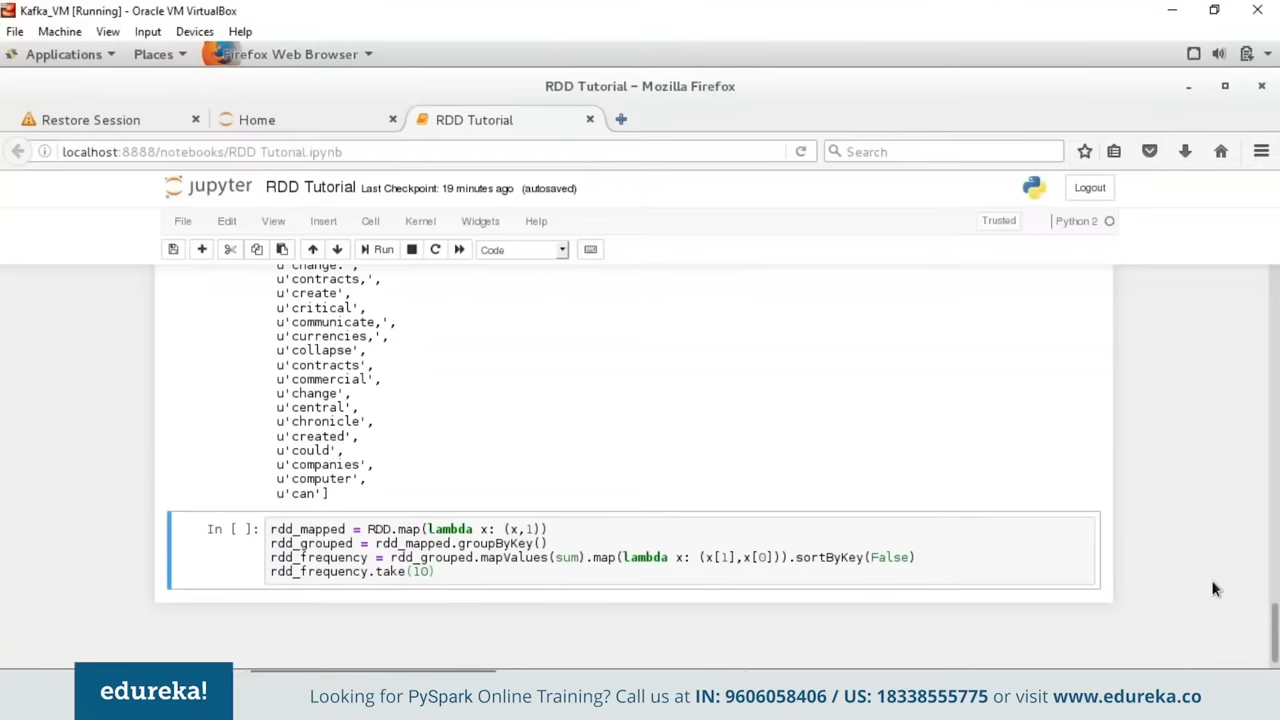 Kafka_VM [Running] - Oracle VM VirtualBox
File Machine View Input Devices Help
Applications Places Firefox Web Browser
RDD Tutorial – Mozilla Firefox
Restore Session Home RDD Tutorial
localhost:8888/notebooks/RDD Tutorial.ipynb Search
jupyter RDD Tutorial Last Checkpoint: 19 minutes ago (autosaved) Logout
File Edit View Insert Cell Kernel Widgets Help Trusted Python 2
Run Code
u'change.',
u'contracts,',
u'create',
u'critical',
u'communicate,',
u'currencies,',
u'collapse',
u'contracts',
u'commercial',
u'change',
u'central',
u'chronicle',
u'created',
u'could',
u'companies',
u'computer',
u'can']
In [ ]: rdd_mapped = RDD.map(lambda x: (x,1))
rdd_grouped = rdd_mapped.groupByKey()
rdd_frequency = rdd_grouped.mapValues(sum).map(lambda x: (x[1],x[0])).sortByKey(False)
rdd_frequency.take(10)
edureka! Looking for PySpark Online Training? Call us at IN: 9606058406 / US: 18338555775 or visit www.edureka.co